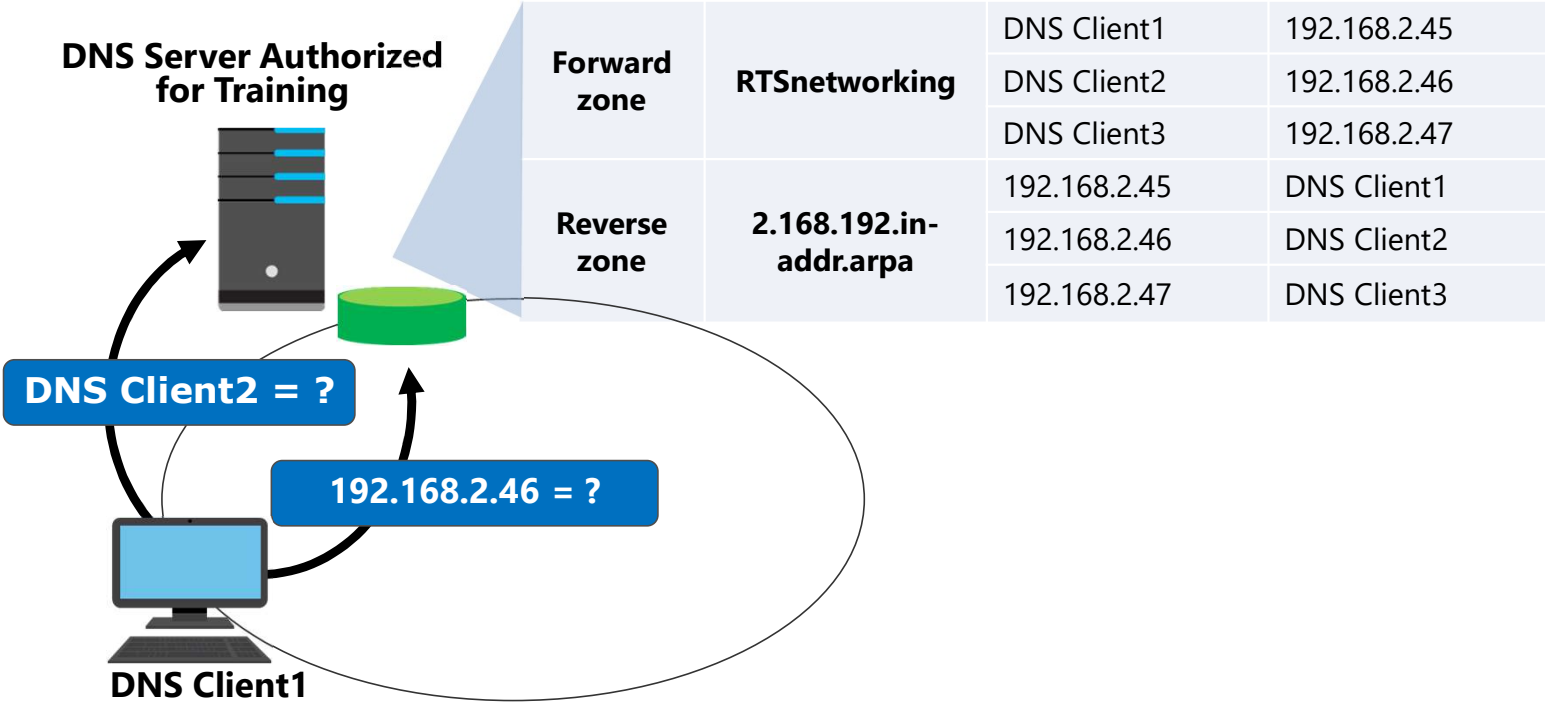 DNS Server Authorized
for Training
Forward
zone
RTSnetworking
DNS Client1
192.168.2.45
DNS Client2
192.168.2.46
DNS Client3
192.168.2.47
Reverse
zone
2.168.192.in-
addr.arpa
192.168.2.45
DNS Client1
192.168.2.46
DNS Client2
192.168.2.47
DNS Client3
DNS Client2 = ?
192.168.2.46 = ?
DNS Client1